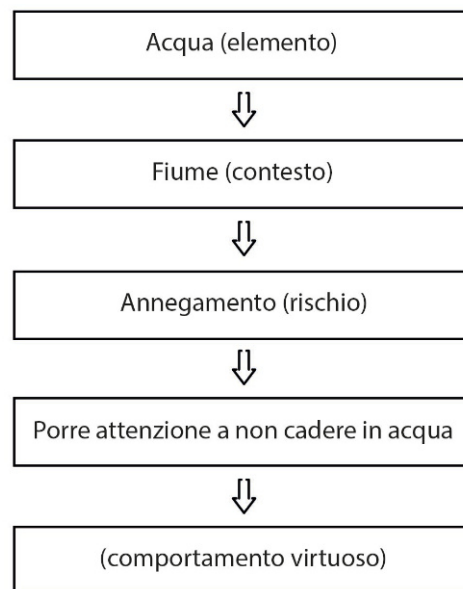 Acqua (elemento)
Fiume (contesto)
Annegamento (rischio)
Porre attenzione a non cadere in acqua
(comportamento virtuoso)